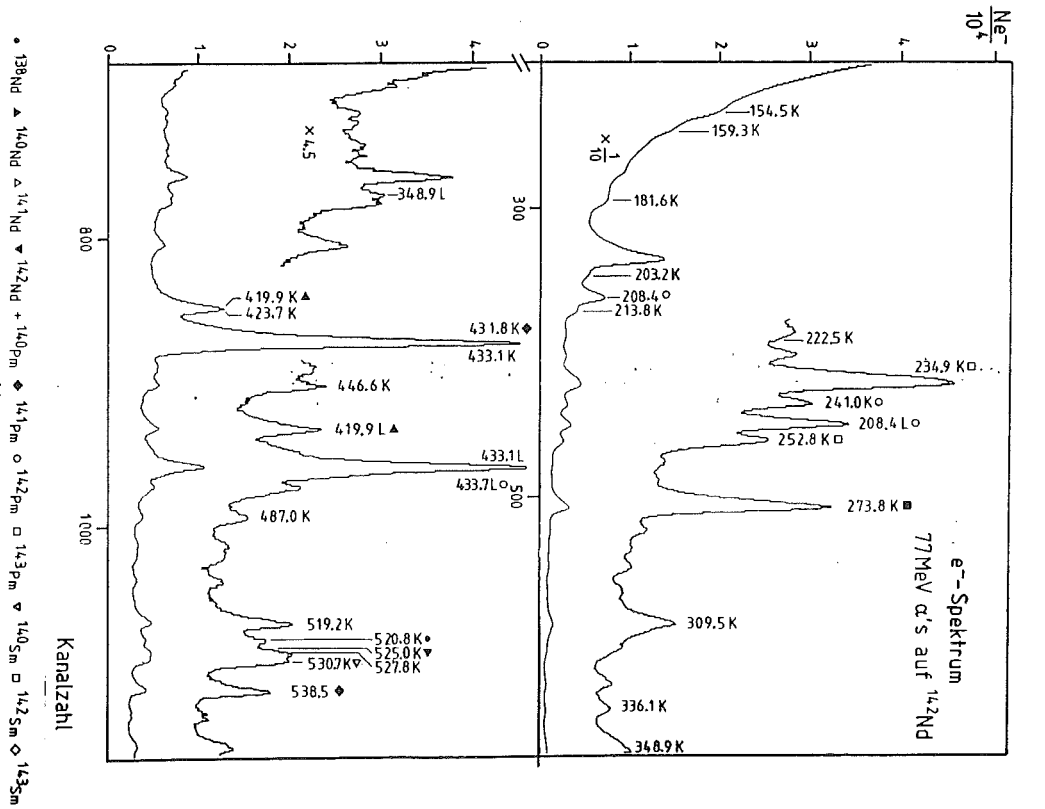 Ne⁻
10⁴
0 1 2 3 4
154.5 K
159.3 K
× 1/10
181.6 K
300
203.2 K
208.4 ○
213.8 K
222.5 K
234.9 K □
241.0 K ○
208.4 L ○
252.8 K □
500
273.8 K ■
e⁻-Spektrum
77 MeV α's auf ¹⁴²Nd
309.5 K
336.1 K
348.9 K
0 1 2 3 4
× 4.5
348.9 L
800
419.9 K ▲
423.7 K
431.8 K ◆
433.1 K
446.6 K
419.9 L ▲
433.1 L
433.7 L ○
487.0 K
1000
519.2 K
520.8 •
525.0 K ▼
527.8 K
530.7 K ▽
538.5 ◆
Kanalzahl
• ¹³⁸Nd ▲ ¹⁴⁰Nd △ ¹⁴¹Nd ▼ ¹⁴²Nd + ¹⁴⁰Pm ◆ ¹⁴¹Pm ○ ¹⁴²Pm □ ¹⁴³Pm ▽ ¹⁴⁰Sm □ ¹⁴²Sm ◇ ¹⁴³Sm